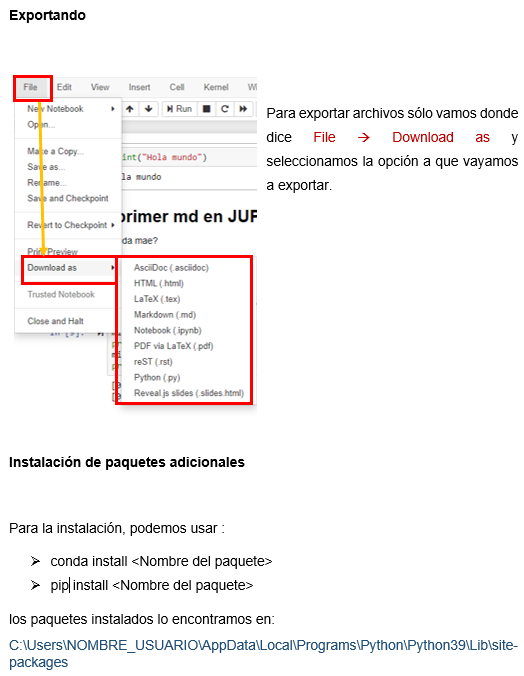 Exportando
File Edit View Insert Cell Kernel
New Notebook
Open...
Run
Make a Copy...
Save as...
Rename...
Save and Checkpoint
int("Hola mundo")
la mundo
Revert to Checkpoint
primer md en JUP
da mae?
Print Preview
Download as
Trusted Notebook
Close and Halt
AsciiDoc (.asciidoc)
HTML (.html)
LaTeX (.tex)
Markdown (.md)
Notebook (.ipynb)
PDF via LaTeX (.pdf)
reST (.rst)
Python (.py)
Reveal.js slides (.slides.html)
Para exportar archivos sólo vamos donde
dice File → Download as y
seleccionamos la opción a que vayamos
a exportar.
Instalación de paquetes adicionales
Para la instalación, podemos usar :
➢ conda install <Nombre del paquete>
➢ pip install <Nombre del paquete>
los paquetes instalados lo encontramos en:
C:\Users\NOMBRE_USUARIO\AppData\Local\Programs\Python\Python39\Lib\site-
packages